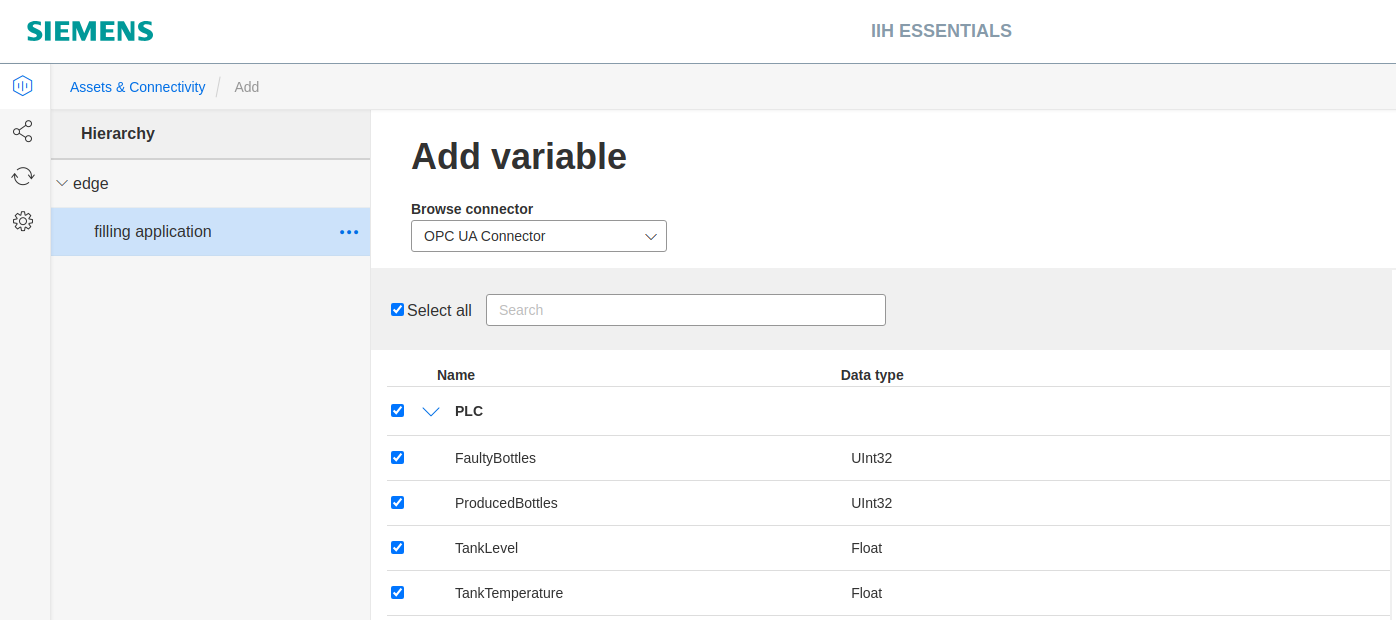 SIEMENS
IIH ESSENTIALS
Assets & Connectivity
Add
Hierarchy
edge
filling application
Add variable
Browse connector
OPC UA Connector
Select all
Search
Name Data type
PLC
FaultyBottles UInt32
ProducedBottles UInt32
TankLevel Float
TankTemperature Float